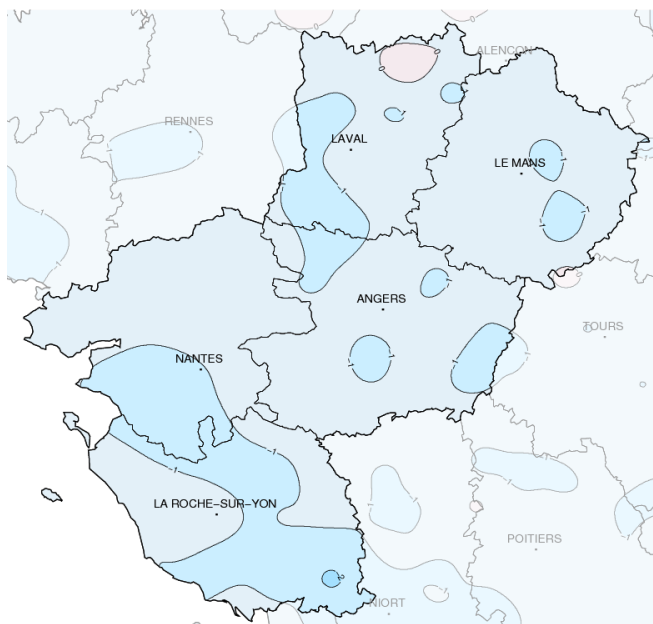 ALENCON
RENNES
LAVAL
LE MANS
ANGERS
TOURS
NANTES
LA ROCHE-SUR-YON
POITIERS
NIORT